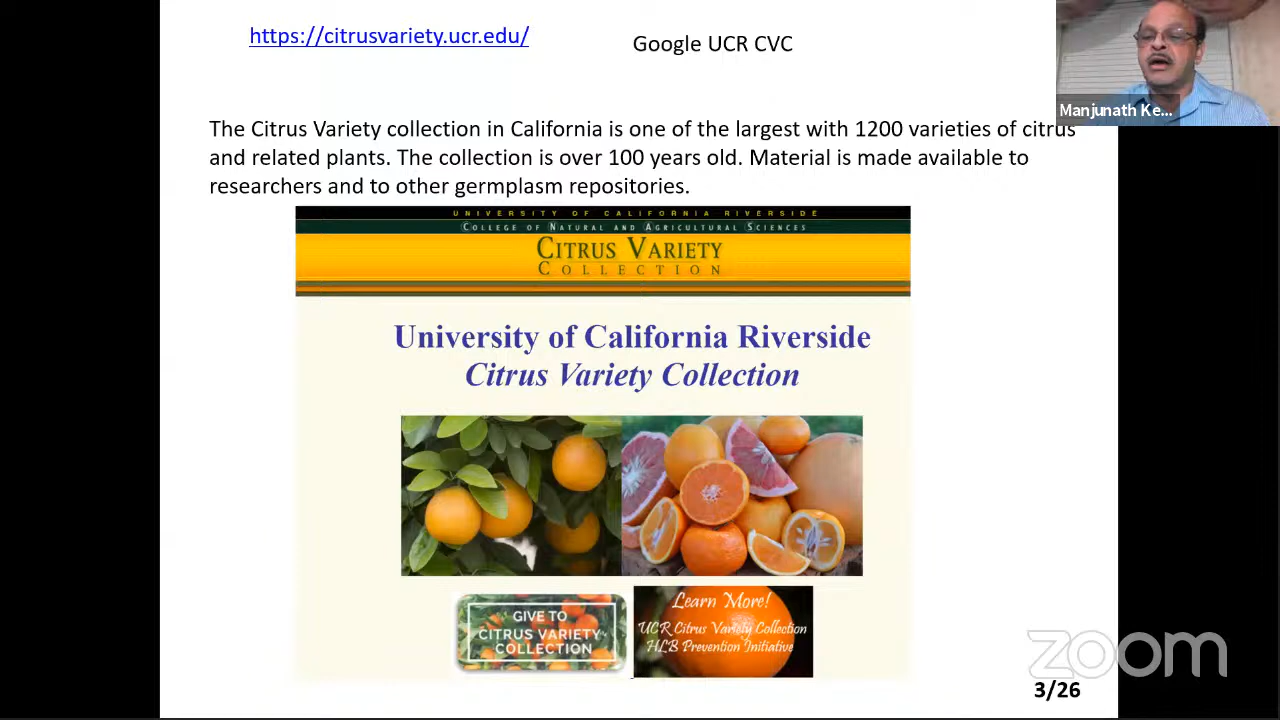 https://citrusvariety.ucr.edu/
Google UCR CVC
Manjunath Ke...
The Citrus Variety collection in California is one of the largest with 1200 varieties of citrus
and related plants. The collection is over 100 years old. Material is made available to
researchers and to other germplasm repositories.
UNIVERSITY OF CALIFORNIA RIVERSIDE
COLLEGE OF NATURAL AND AGRICULTURAL SCIENCES
CITRUS VARIETY
COLLECTION
University of California Riverside
Citrus Variety Collection
GIVE TO
CITRUS VARIETY
COLLECTION
Learn More!
UCR Citrus Variety Collection
HLB Prevention Initiative
zoom
3/26